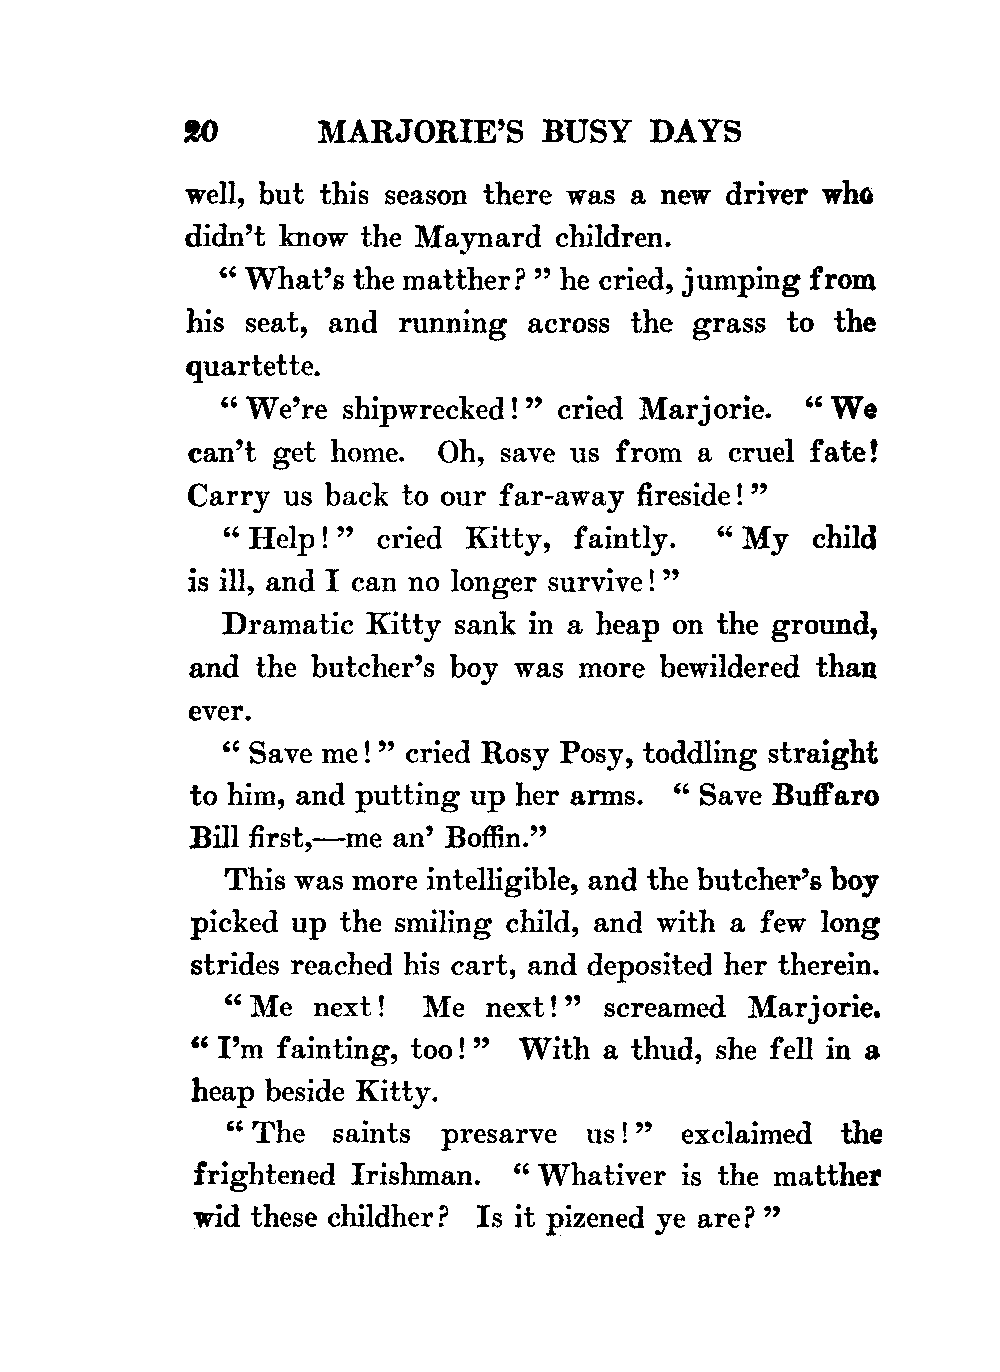 20 MARJORIE'S BUSY DAYS
well, but this season there was a new driver who
didn't know the Maynard children.
"What's the matther?" he cried, jumping from
his seat, and running across the grass to the
quartette.
"We're shipwrecked!" cried Marjorie. "We
can't get home. Oh, save us from a cruel fate!
Carry us back to our far-away fireside!"
"Help!" cried Kitty, faintly. "My child
is ill, and I can no longer survive!"
Dramatic Kitty sank in a heap on the ground,
and the butcher's boy was more bewildered than
ever.
"Save me!" cried Rosy Posy, toddling straight
to him, and putting up her arms. "Save Buffaro
Bill first,—me an' Boffin."
This was more intelligible, and the butcher's boy
picked up the smiling child, and with a few long
strides reached his cart, and deposited her therein.
"Me next! Me next!" screamed Marjorie.
"I'm fainting, too!" With a thud, she fell in a
heap beside Kitty.
"The saints presarve us!" exclaimed the
frightened Irishman. "Whativer is the matther
wid these childher? Is it pizened ye are?"